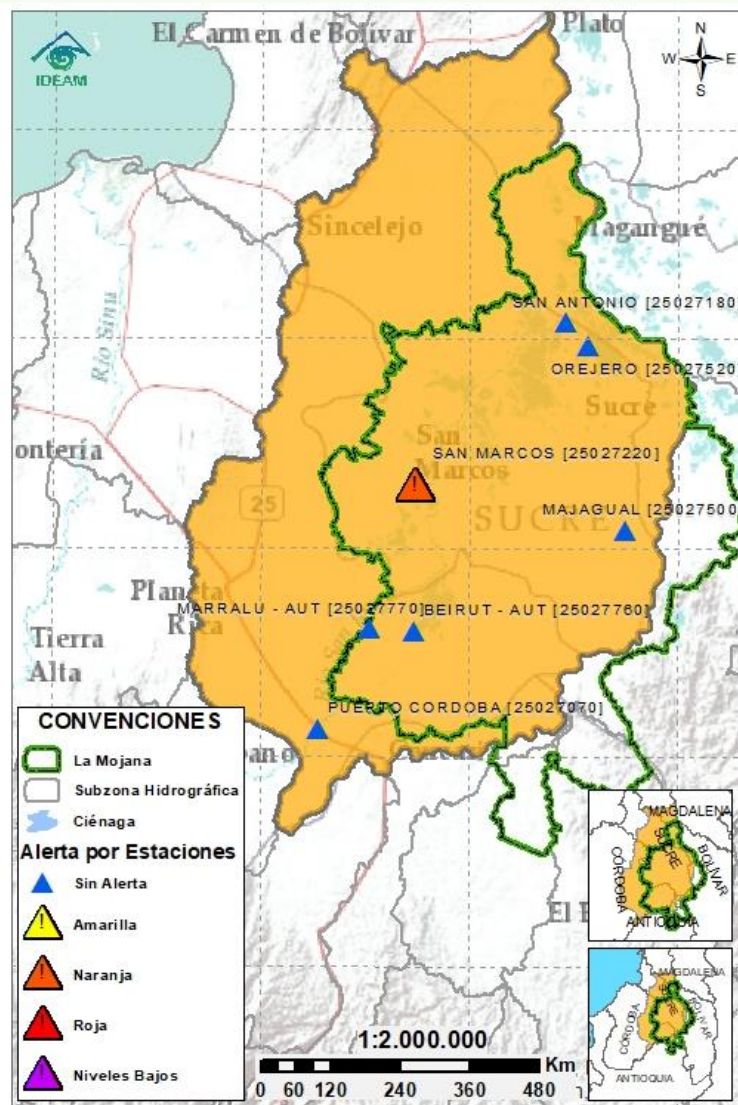 El Carmen de Bolívar
Plato
N
W E
S
IDEAM
Sincelejo
Magangué
SAN ANTONIO [25027180]
Río Sinú
OREJERO [25027520]
Sucre
ontería
San
Marcos
SAN MARCOS [25027220]
25
SUCRE
MAJAGUAL [25027500]
Planeta
Rica
MARRALU - AUT [25027770]
BEIRUT - AUT [25027760]
Tierra
Alta
PUERTO CORDOBA [25027070]
CONVENCIONES
La Mojana
Subzona Hidrográfica
Ciénaga
Alerta por Estaciones
Sin Alerta
Amarilla
Naranja
Roja
Niveles Bajos
MAGDALENA
SUCRE
BOLÍVAR
CÓRDOBA
ANTIOQUIA
MAGDALENA
SUCRE
BOLÍVAR
CÓRDOBA
ANTIOQUIA
1:2.000.000
Km
0 60 120 240 360 480